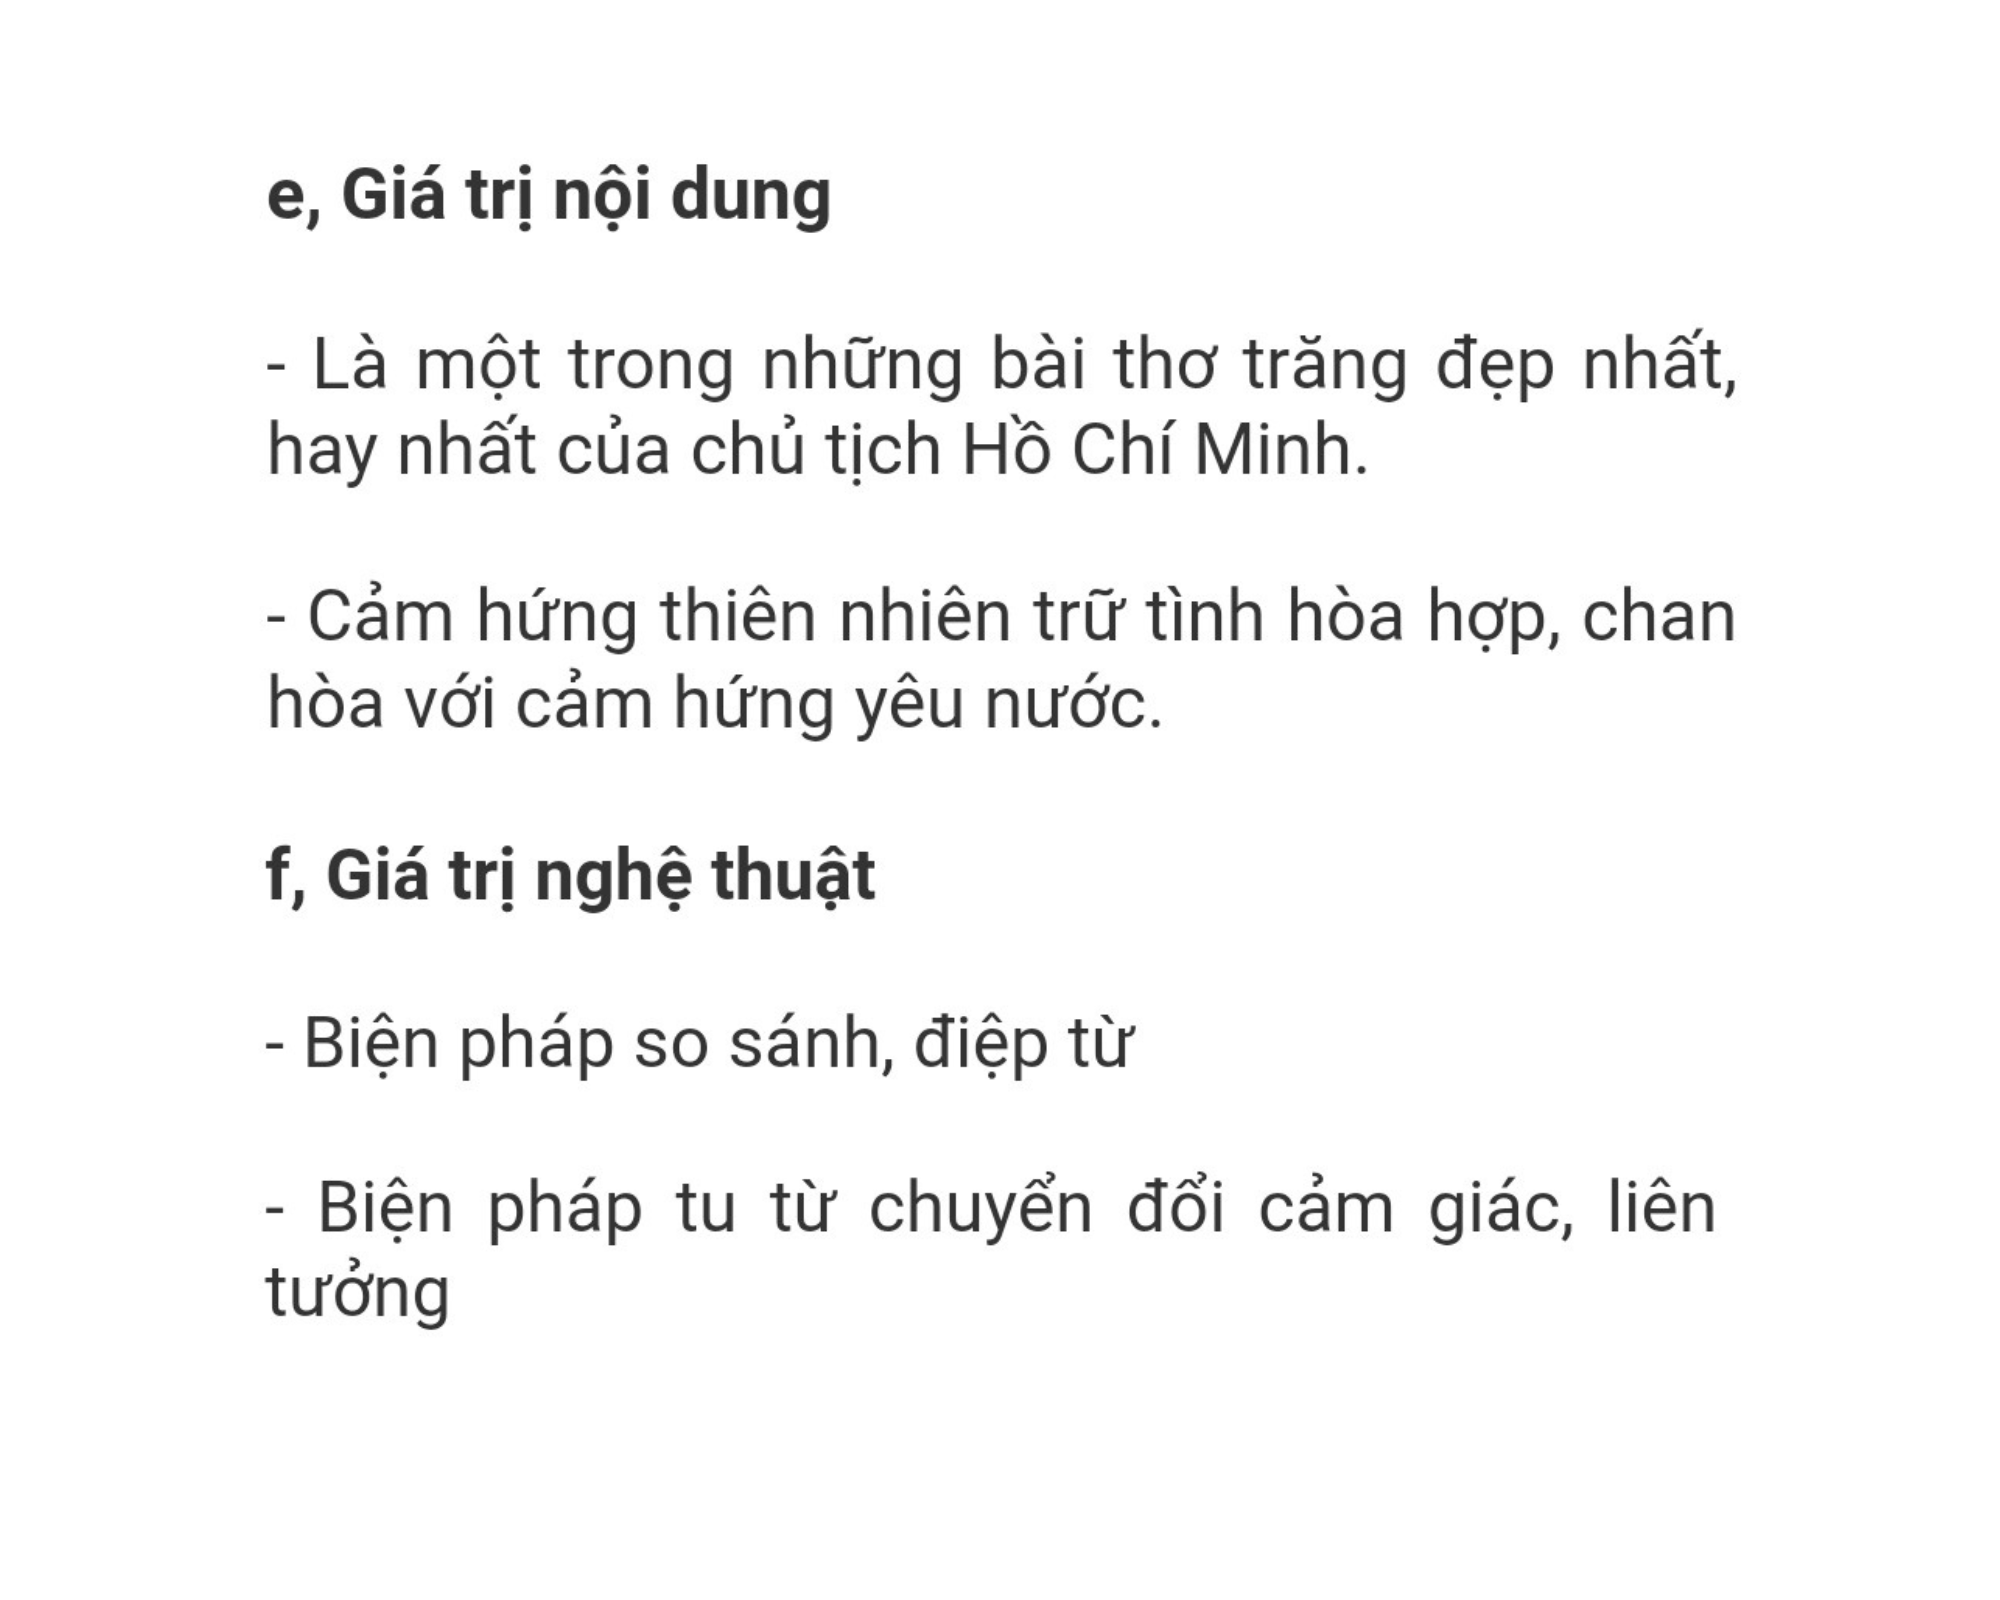 e, Giá trị nội dung
- Là một trong những bài thơ trăng đẹp nhất,
hay nhất của chủ tịch Hồ Chí Minh.
- Cảm hứng thiên nhiên trữ tình hòa hợp, chan
hòa với cảm hứng yêu nước.
f, Giá trị nghệ thuật
- Biện pháp so sánh, điệp từ
- Biện pháp tu từ chuyển đổi cảm giác, liên
tưởng